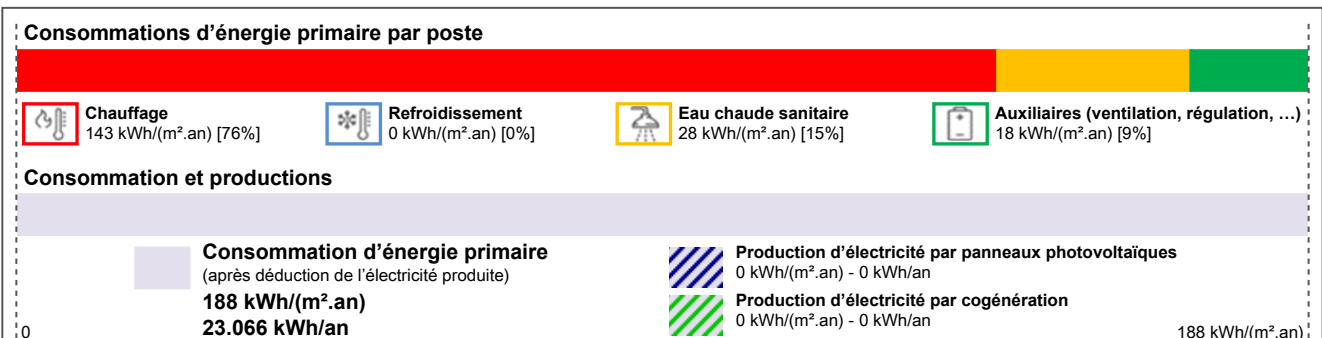 Consommations d’énergie primaire par poste
Chauffage
143 kWh/(m².an) [76%]
Refroidissement
0 kWh/(m².an) [0%]
Eau chaude sanitaire
28 kWh/(m².an) [15%]
Auxiliaires (ventilation, régulation, …)
18 kWh/(m².an) [9%]
Consommation et productions
Consommation d’énergie primaire
(après déduction de l’électricité produite)
188 kWh/(m².an)
23.066 kWh/an
Production d’électricité par panneaux photovoltaïques
0 kWh/(m².an) - 0 kWh/an
Production d’électricité par cogénération
0 kWh/(m².an) - 0 kWh/an
0
188 kWh/(m².an)